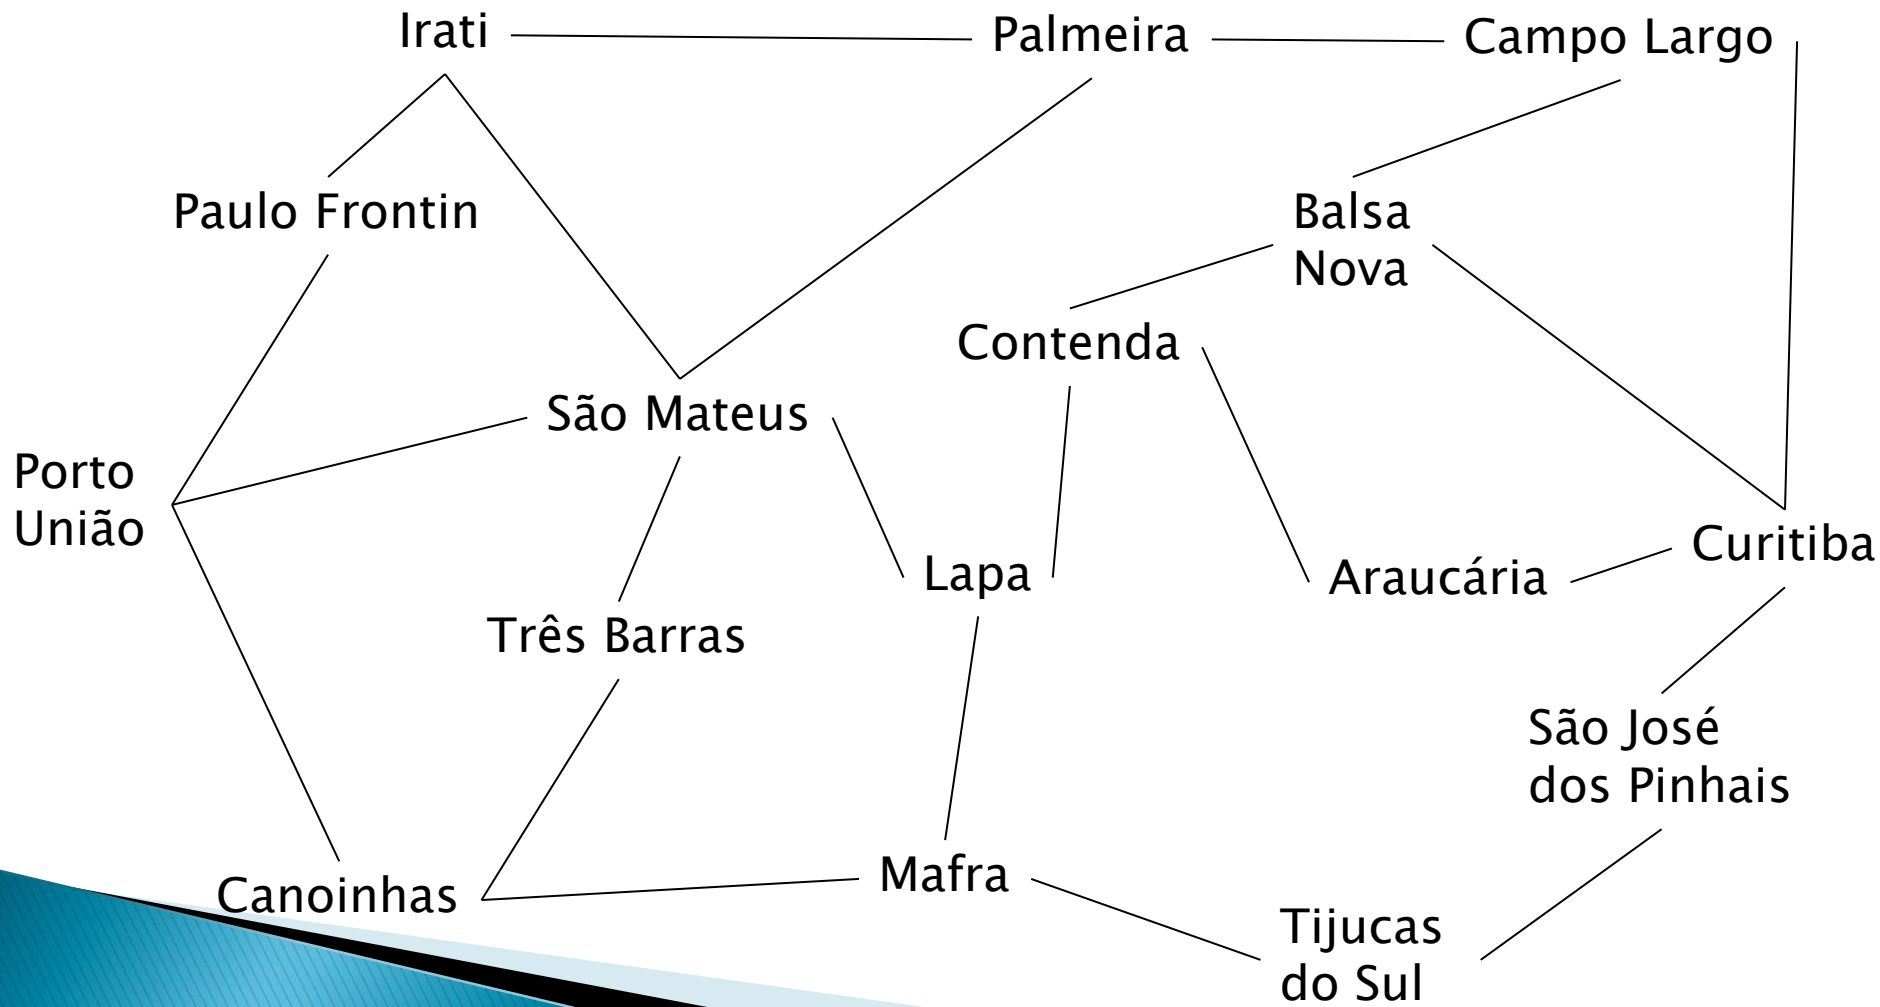 Irati
Palmeira
Campo Largo
Paulo Frontin
Balsa
Nova
Contenda
São Mateus
Porto
União
Curitiba
Lapa
Araucária
Três Barras
São José
dos Pinhais
Mafra
Canoinhas
Tijucas
do Sul